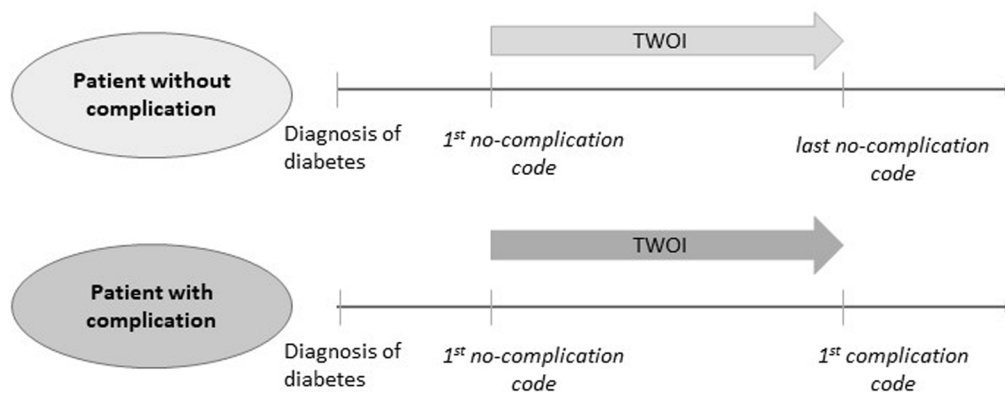 TWOI
Patient without
complication
Diagnosis of
diabetes
1st no-complication
code
last no-complication
code
TWOI
Patient with
complication
Diagnosis of
diabetes
1st no-complication
code
1st complication
code